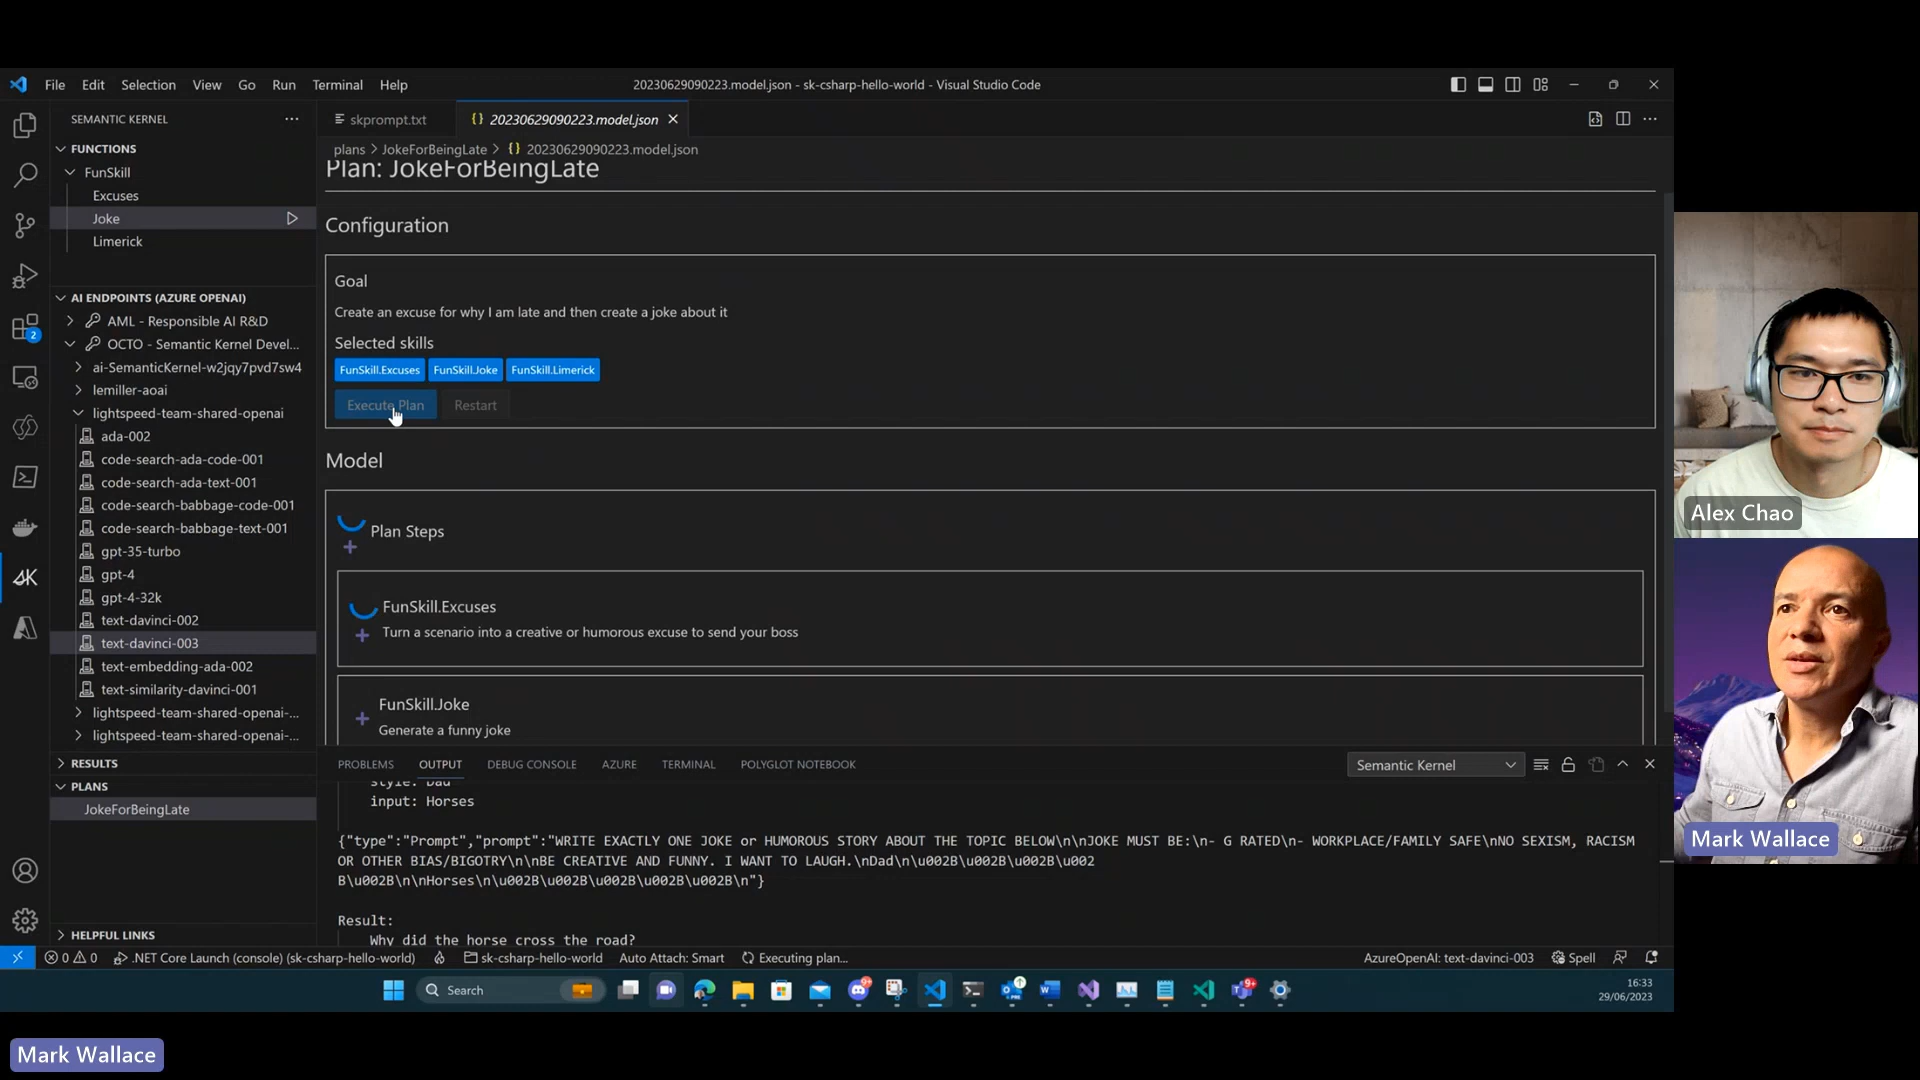 File Edit Selection View Go Run Terminal Help
20230629090223.model.json - sk-csharp-hello-world - Visual Studio Code
SEMANTIC KERNEL
FUNCTIONS
FunSkill
Excuses
Joke
Limerick
AI ENDPOINTS (AZURE OPENAI)
AML - Responsible AI R&D
OCTO - Semantic Kernel Devel...
ai-SemanticKernel-w2jqy7pvd7sw4
lemiller-aoai
lightspeed-team-shared-openai
ada-002
code-search-ada-code-001
code-search-ada-text-001
code-search-babbage-code-001
code-search-babbage-text-001
gpt-35-turbo
gpt-4
gpt-4-32k
text-davinci-002
text-davinci-003
text-embedding-ada-002
text-similarity-davinci-001
lightspeed-team-shared-openai-...
lightspeed-team-shared-openai-...
RESULTS
PLANS
JokeForBeingLate
HELPFUL LINKS
2
skprompt.txt
{} 20230629090223.model.json
plans > JokeForBeingLate > {} 20230629090223.model.json
Plan: JokeForBeingLate
Configuration
Goal
Create an excuse for why I am late and then create a joke about it
Selected skills
FunSkill.Excuses FunSkill.Joke FunSkill.Limerick
Execute Plan Restart
Model
Plan Steps
FunSkill.Excuses
Turn a scenario into a creative or humorous excuse to send your boss
FunSkill.Joke
Generate a funny joke
PROBLEMS OUTPUT DEBUG CONSOLE AZURE TERMINAL POLYGLOT NOTEBOOK
Semantic Kernel
style: Dad
input: Horses
{"type":"Prompt","prompt":"WRITE EXACTLY ONE JOKE or HUMOROUS STORY ABOUT THE TOPIC BELOW\n\nJOKE MUST BE:\n- G RATED\n- WORKPLACE/FAMILY SAFE\nNO SEXISM, RACISM
OR OTHER BIAS/BIGOTRY\n\nBE CREATIVE AND FUNNY. I WANT TO LAUGH.\nDad\n\u002B\u002B\u002B\u002
B\u002B\n\nHorses\n\u002B\u002B\u002B\u002B\u002B\n"}
Result:
Why did the horse cross the road?
0 0 .NET Core Launch (console) (sk-csharp-hello-world) sk-csharp-hello-world Auto Attach: Smart Executing plan...
AzureOpenAI: text-davinci-003 Spell
Search
9+
9+
16:33
29/06/2023
Alex Chao
Mark Wallace
Mark Wallace